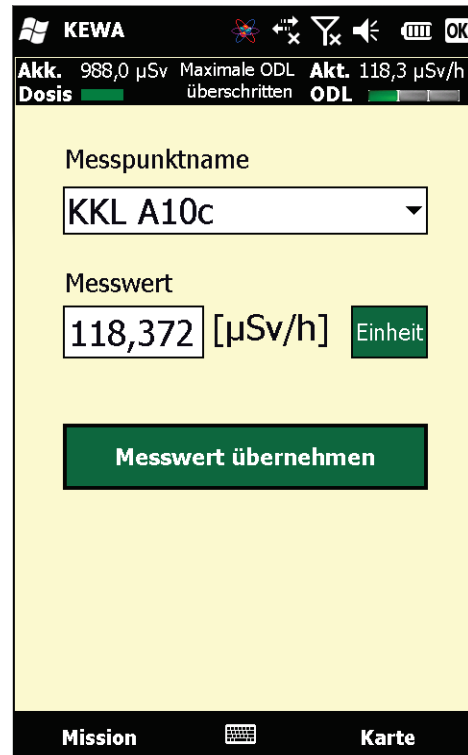 KEWA OK
Akk. 988,0 µSv Maximale ODL Akt. 118,3 µSv/h
Dosis überschritten ODL
Messpunktname
KKL A10c
Messwert
118,372 [µSv/h] Einheit
Messwert übernehmen
Mission Karte